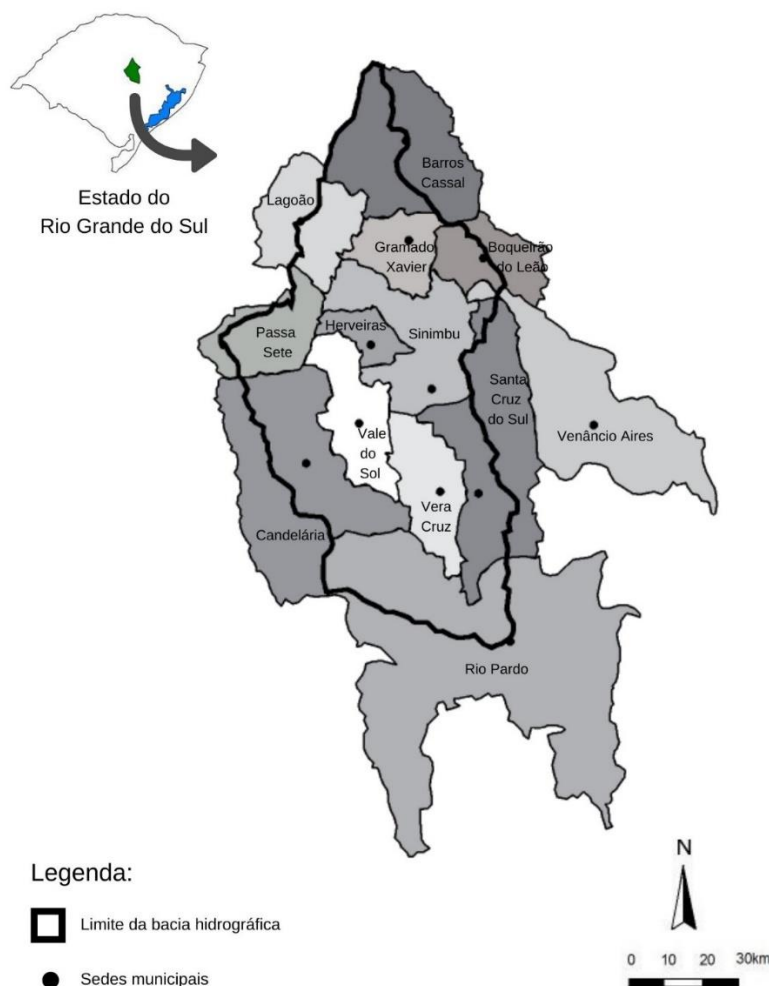 Estado do
Rio Grande do Sul
Barros
Cassal
Lagoão
Gramado
Xavier
Boqueirão
do Leão
Passa
Sete
Herveiras
Sinimbu
Santa
Cruz
do Sul
Vale
do
Sol
Venâncio Aires
Vera
Cruz
Candelária
Rio Pardo
Legenda:
Limite da bacia hidrográfica
Sedes municipais
N
0 10 20 30km